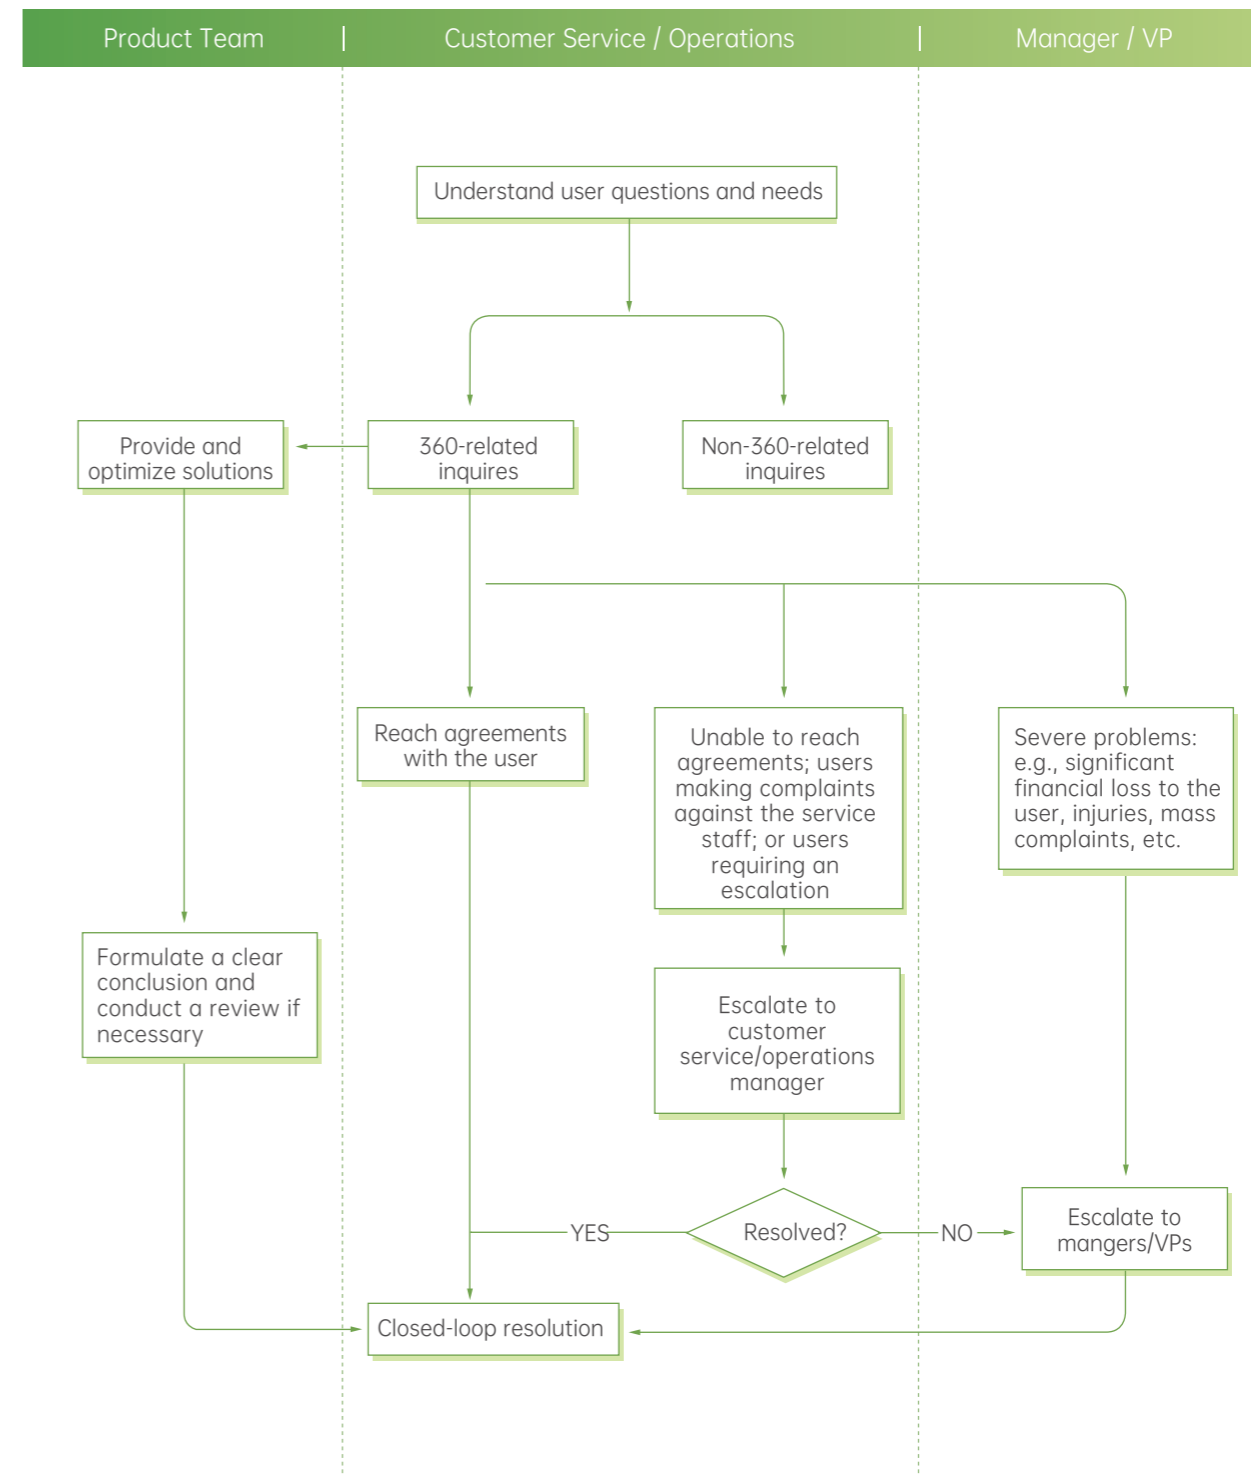 Product Team | Customer Service / Operations | Manager / VP
Understand user questions and needs
Provide and
optimize solutions
360-related
inquires
Non-360-related
inquires
Reach agreements
with the user
Unable to reach
agreements; users
making complaints
against the service
staff; or users
requiring an
escalation
Severe problems:
e.g., significant
financial loss to the
user, injuries, mass
complaints, etc.
Formulate a clear
conclusion and
conduct a review if
necessary
Escalate to
customer
service/operations
manager
YES
Resolved?
NO
Escalate to
mangers/VPs
Closed-loop resolution